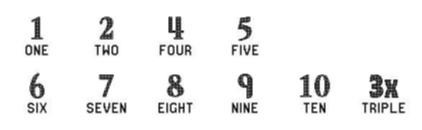 1 2 4 5
ONE TWO FOUR FIVE
6 7 8 9 10 3x
SIX SEVEN EIGHT NINE TEN TRIPLE